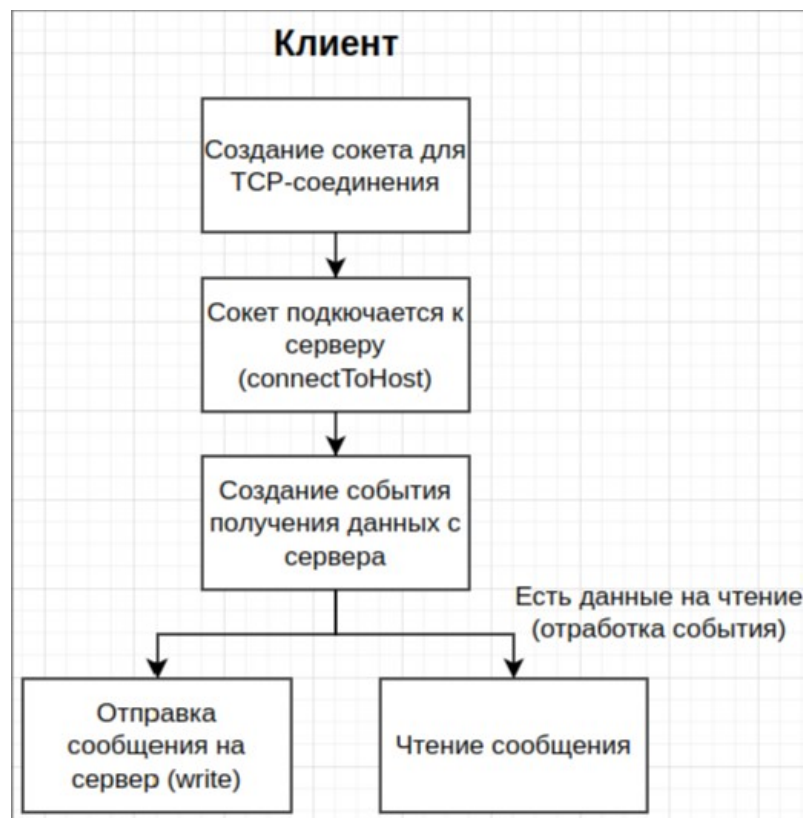 Клиент
Создание сокета для
TCP-соединения
Сокет подкючается к
серверу
(connectToHost)
Создание события
получения данных с
сервера
Есть данные на чтение
(отработка события)
Отправка
сообщения на
сервер (write)
Чтение сообщения